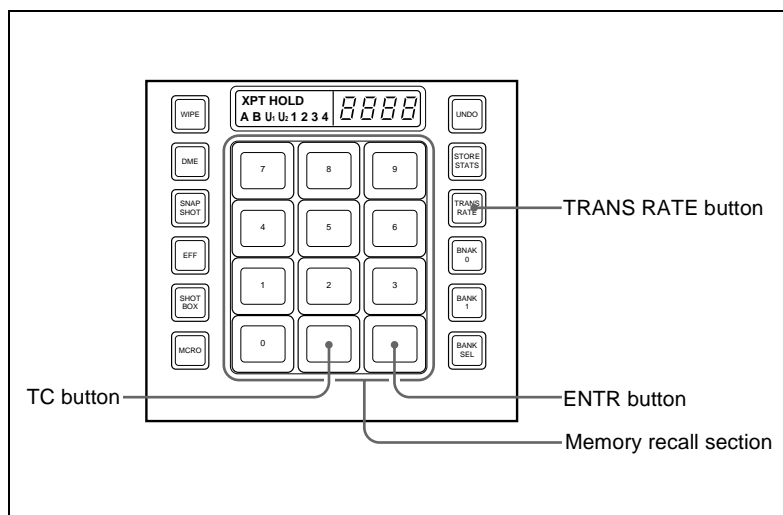 XPT HOLD
A B U1 U2 1 2 3 4
8888
WIPE
UNDO
DME
7
8
9
STORE
STATS
SNAP
SHOT
4
5
6
TRANS
RATE
TRANS RATE button
EFF
BNAK
0
SHOT
BOX
1
2
3
BANK
1
MCRO
0
BANK
SEL
TC button
ENTR button
Memory recall section